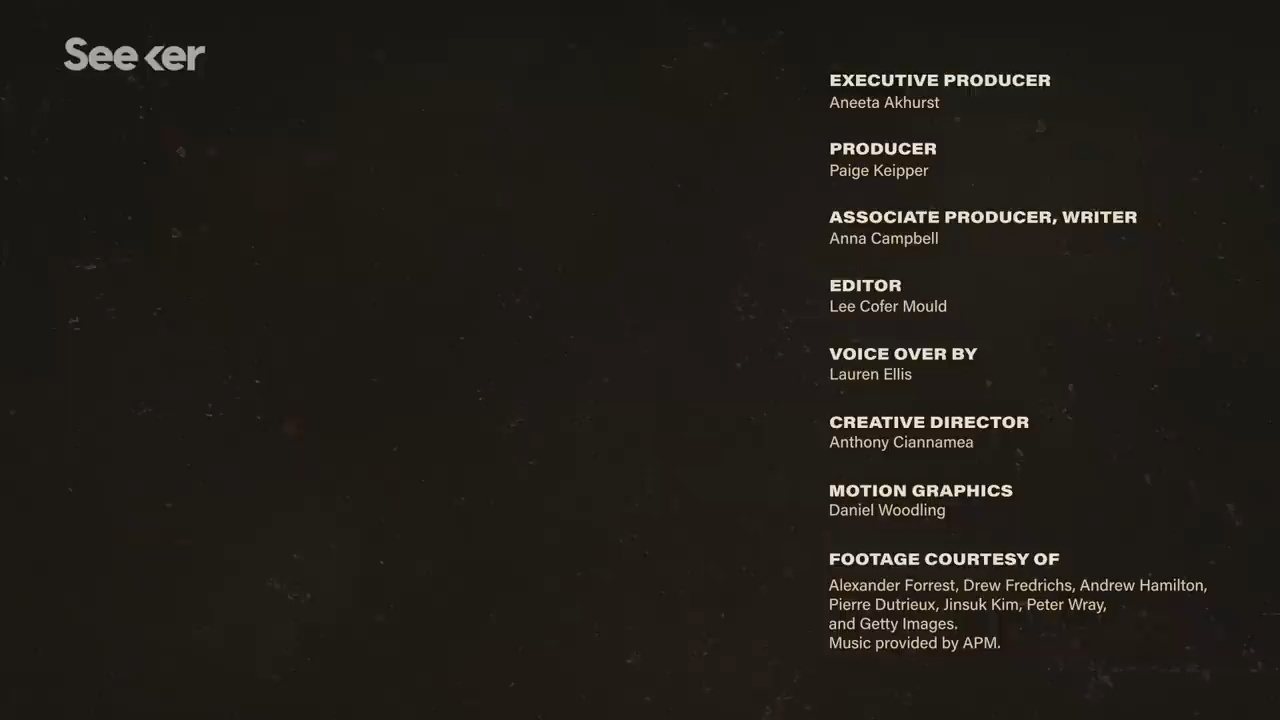 Seeker
EXECUTIVE PRODUCER
Aneeta Akhurst
PRODUCER
Paige Keipper
ASSOCIATE PRODUCER, WRITER
Anna Campbell
EDITOR
Lee Cofer Mould
VOICE OVER BY
Lauren Ellis
CREATIVE DIRECTOR
Anthony Ciannamea
MOTION GRAPHICS
Daniel Woodling
FOOTAGE COURTESY OF
Alexander Forrest, Drew Fredrichs, Andrew Hamilton,
Pierre Dutrieux, Jinsuk Kim, Peter Wray,
and Getty Images.
Music provided by APM.